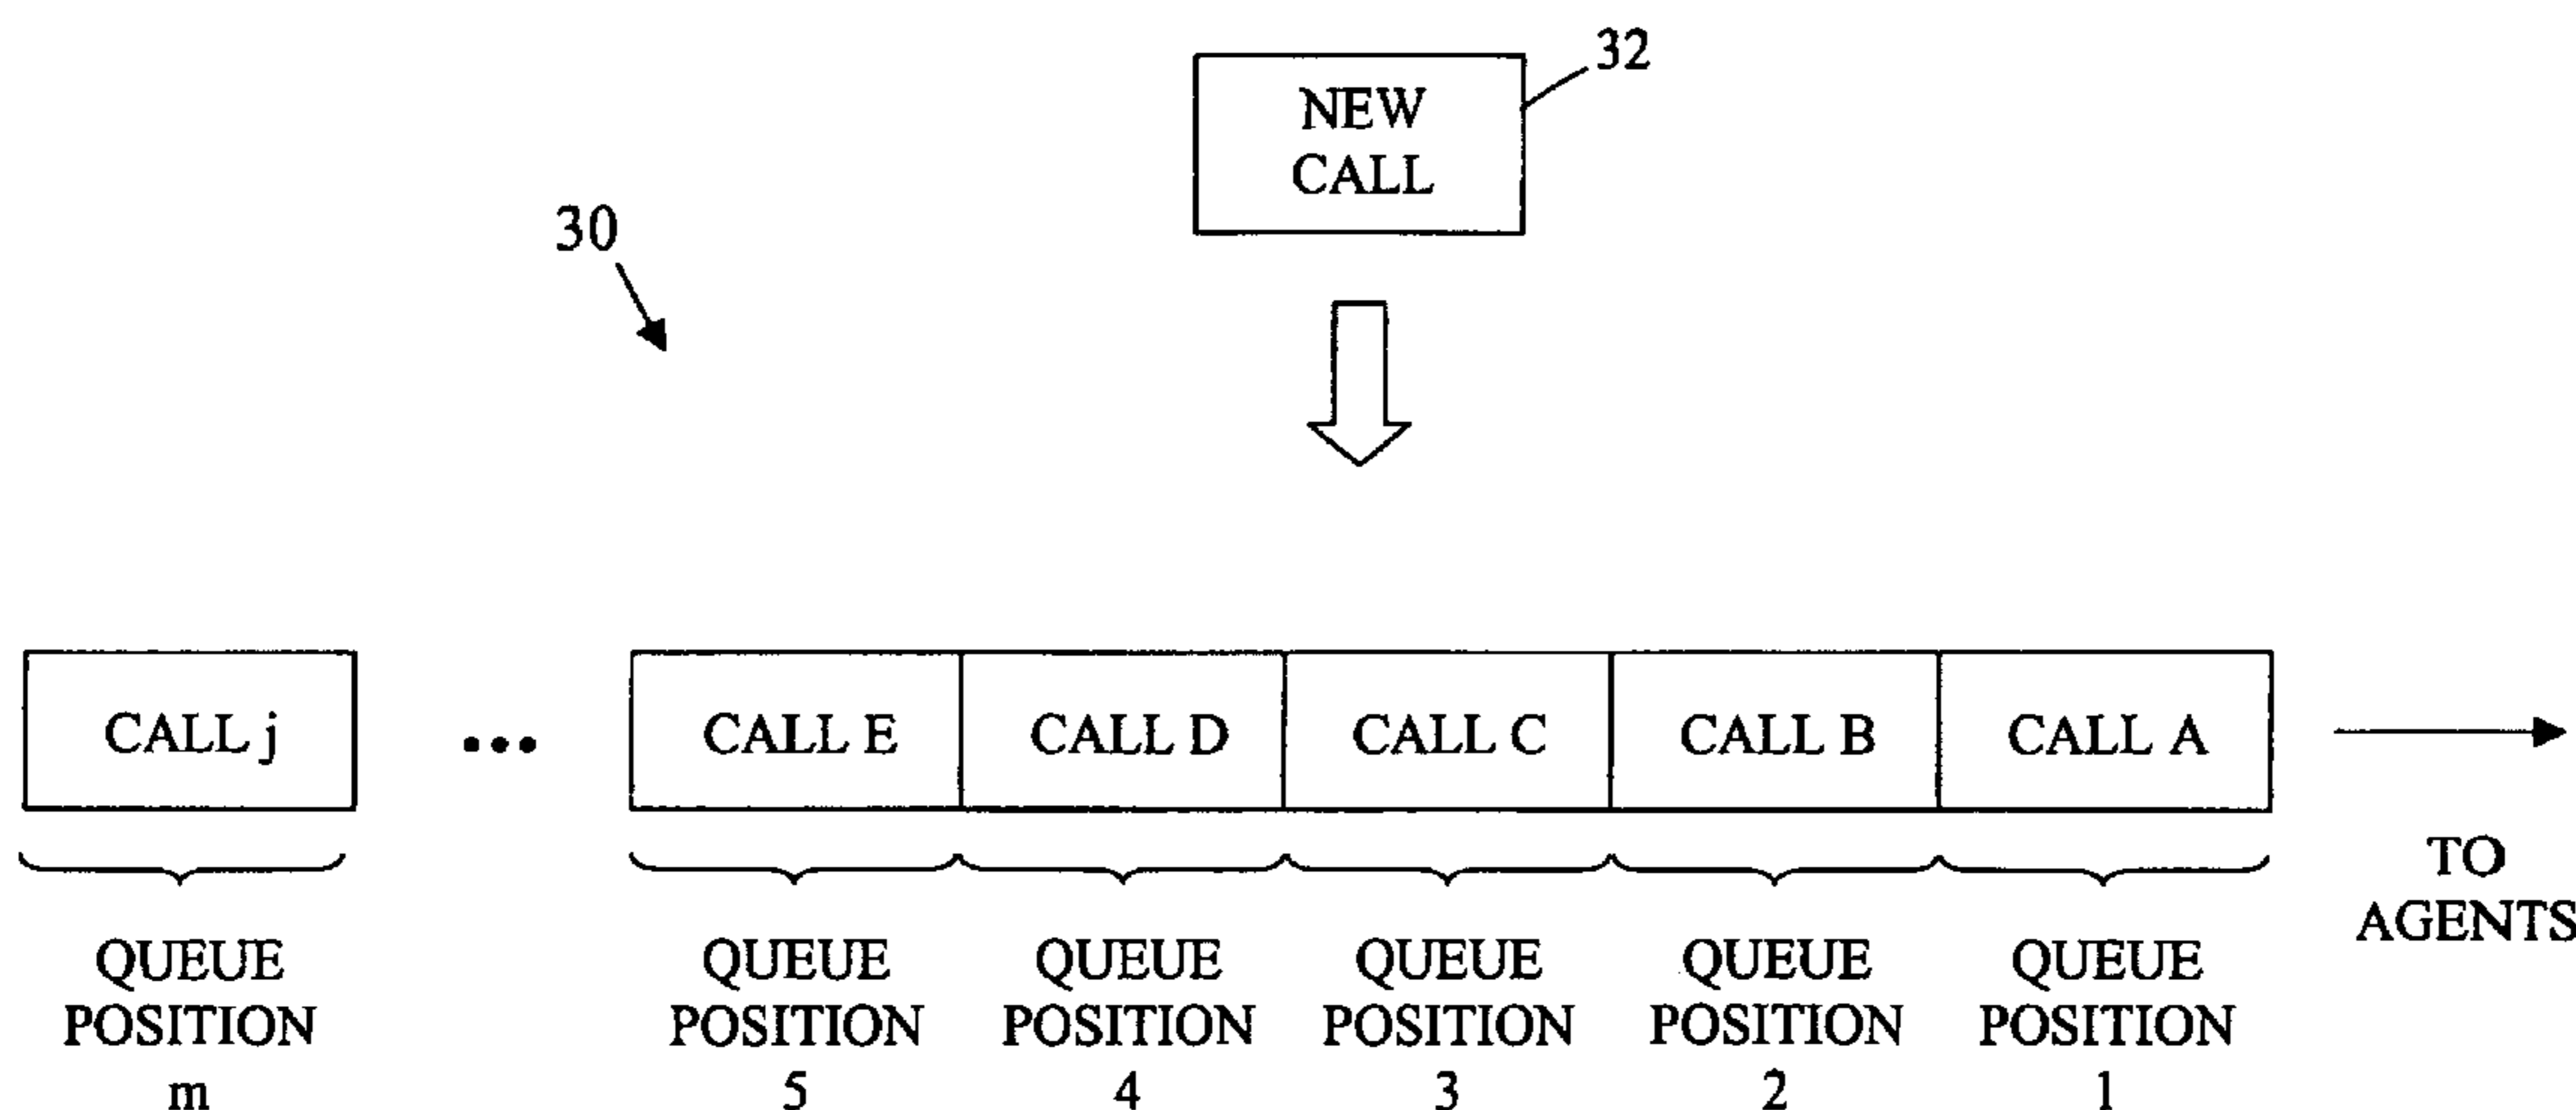 32
NEW
CALL
30
CALL j
...
CALL E
CALL D
CALL C
CALL B
CALL A
TO
AGENTS
QUEUE
POSITION
m
QUEUE
POSITION
5
QUEUE
POSITION
4
QUEUE
POSITION
3
QUEUE
POSITION
2
QUEUE
POSITION
1